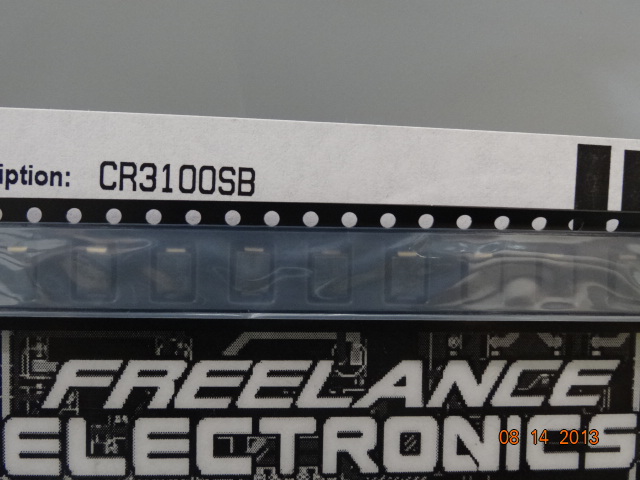 iption: CR3100SB
FREELANCE
ELECTRONICS
08 14 2013